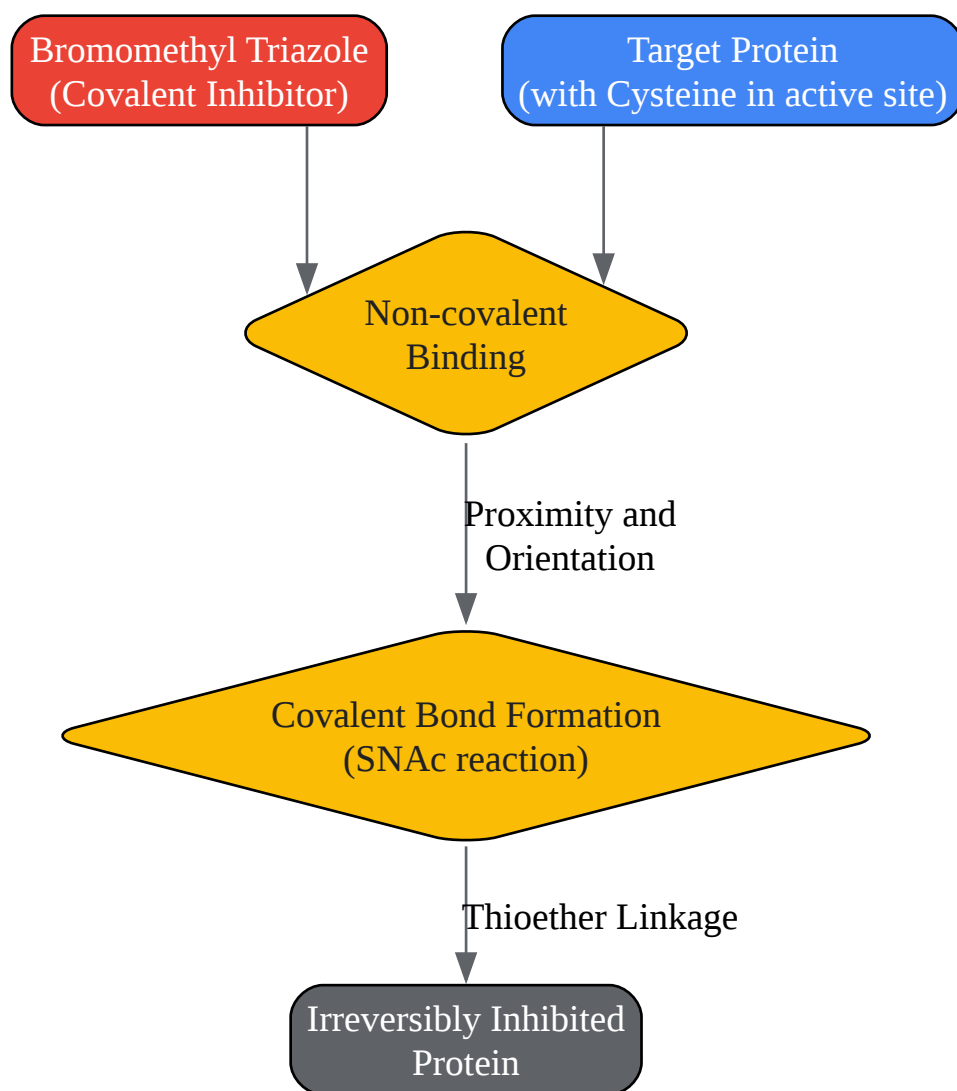 Bromomethyl Triazole
(Covalent Inhibitor)
Target Protein
(with Cysteine in active site)
Non-covalent
Binding
Proximity and
Orientation
Covalent Bond Formation
(SNAc reaction)
Thioether Linkage
Irreversibly Inhibited
Protein